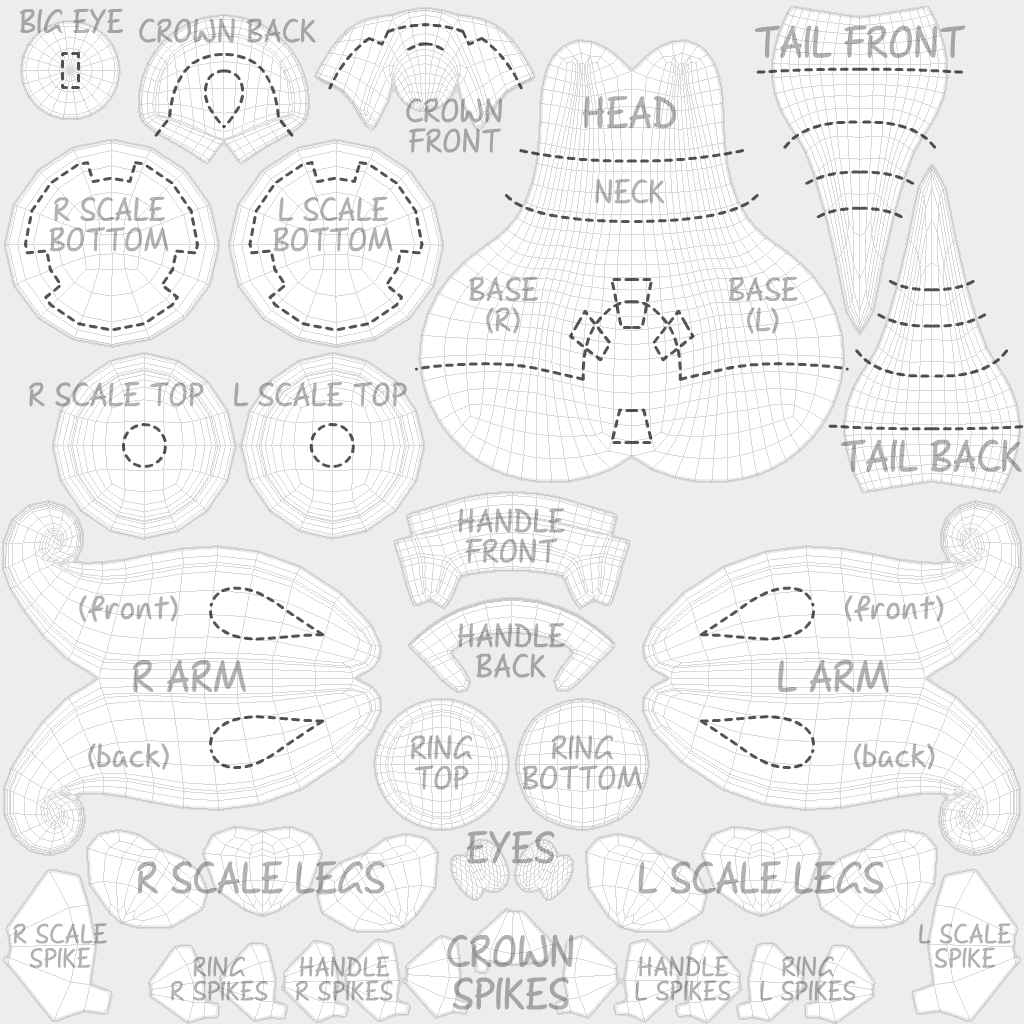 BIG EYE
CROWN BACK
CROWN
FRONT
HEAD
TAIL FRONT
NECK
R SCALE
BOTTOM
L SCALE
BOTTOM
BASE
(R)
BASE
(L)
R SCALE TOP
L SCALE TOP
TAIL BACK
HANDLE
FRONT
(front)
(front)
HANDLE
BACK
R ARM
L ARM
(back)
(back)
RING
TOP
RING
BOTTOM
EYES
R SCALE LEGS
L SCALE LEGS
R SCALE
SPIKE
L SCALE
SPIKE
RING
R SPIKES
HANDLE
R SPIKES
CROWN
SPIKES
HANDLE
L SPIKES
RING
L SPIKES